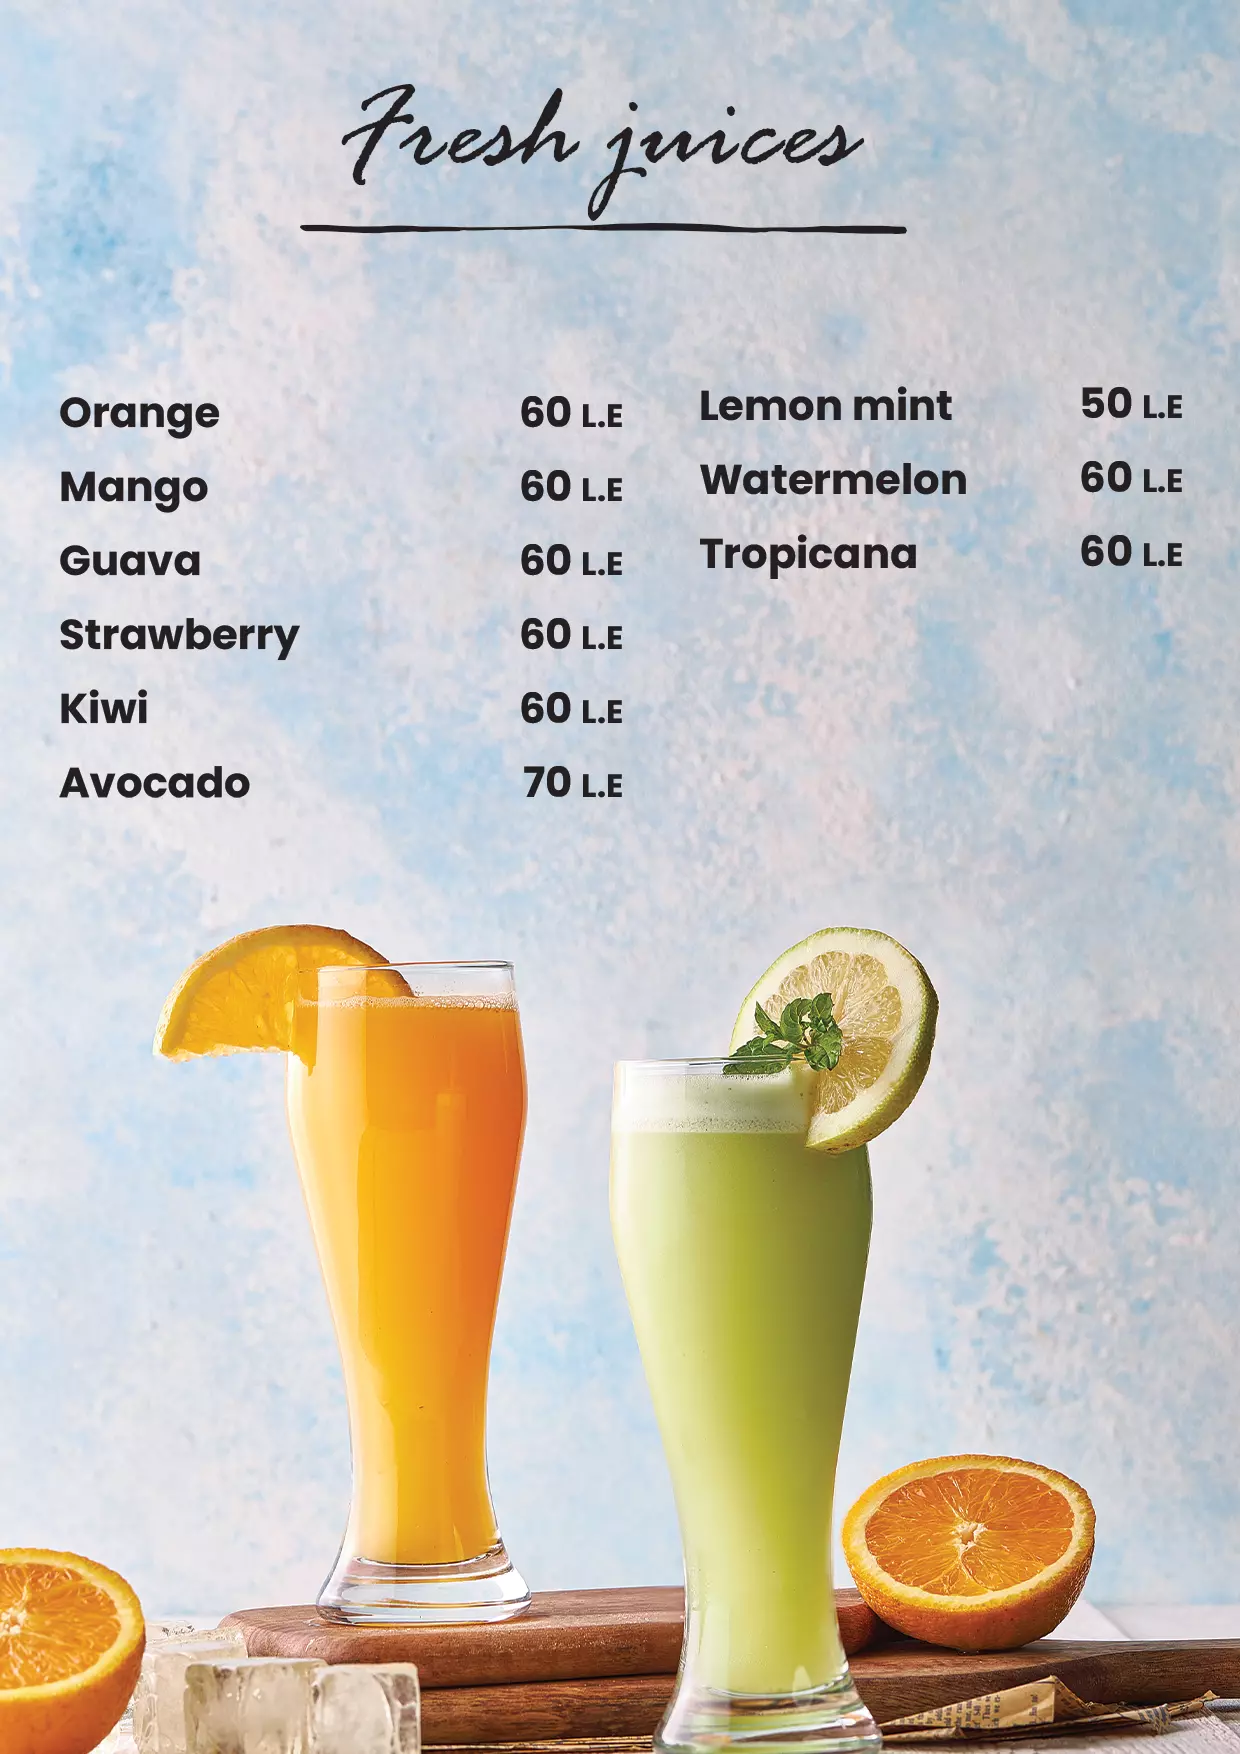 Fresh juices
Orange 60 L.E
Mango 60 L.E
Guava 60 L.E
Strawberry 60 L.E
Kiwi 60 L.E
Avocado 70 L.E
Lemon mint 50 L.E
Watermelon 60 L.E
Tropicana 60 L.E